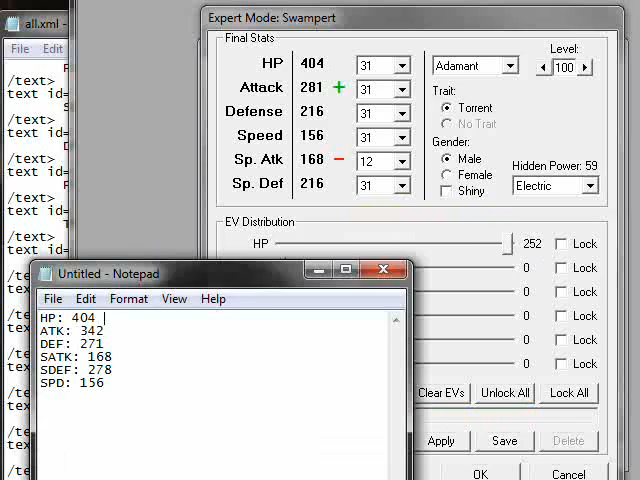 Expert Mode: Swampert
all.xml -
File Edit
/text>
text id=
/text>
text id=
/text>
text id=
/text>
text id=
/text>
text id=
Final Stats
HP 404 31
Attack 281 + 31
Defense 216 31
Speed 156 31
Sp. Atk 168 – 12
Sp. Def 216 31
Adamant
Level:
100
Trait:
Torrent
No Trait
Gender:
Male
Female
Shiny
Hidden Power: 59
Electric
EV Distribution
HP 252 Lock
0 Lock
0 Lock
0 Lock
0 Lock
0 Lock
Clear EVs Unlock All Lock All
Apply Save Delete
OK Cancel
Untitled - Notepad
File Edit Format View Help
HP: 404
ATK: 342
DEF: 271
SATK: 168
SDEF: 278
SPD: 156